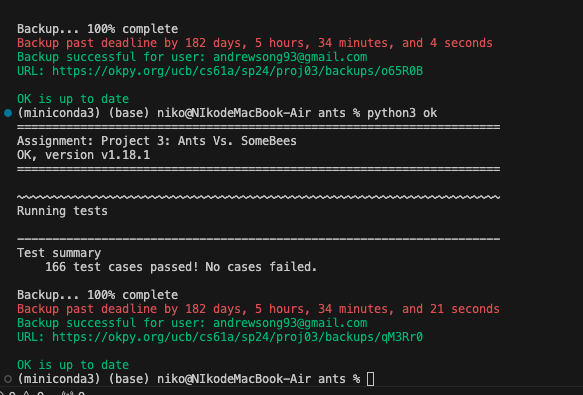 Backup... 100% complete
Backup past deadline by 182 days, 5 hours, 34 minutes, and 4 seconds
Backup successful for user: andrewsong93@gmail.com
URL: https://okpy.org/ucb/cs61a/sp24/proj03/backups/o65R0B
OK is up to date
(miniconda3) (base) niko@NIkodeMacBook-Air ants % python3 ok
=====================================================================
Assignment: Project 3: Ants Vs. SomeBees
OK, version v1.18.1
=====================================================================
~~~~~~~~~~~~~~~~~~~~~~~~~~~~~~~~~~~~~~~~~~~~~~~~~~~~~~~~~~~~~~~~~~~~~
Running tests
---------------------------------------------------------------------
Test summary
166 test cases passed! No cases failed.
Backup... 100% complete
Backup past deadline by 182 days, 5 hours, 34 minutes, and 21 seconds
Backup successful for user: andrewsong93@gmail.com
URL: https://okpy.org/ucb/cs61a/sp24/proj03/backups/qM3Rr0
OK is up to date
(miniconda3) (base) niko@NIkodeMacBook-Air ants %